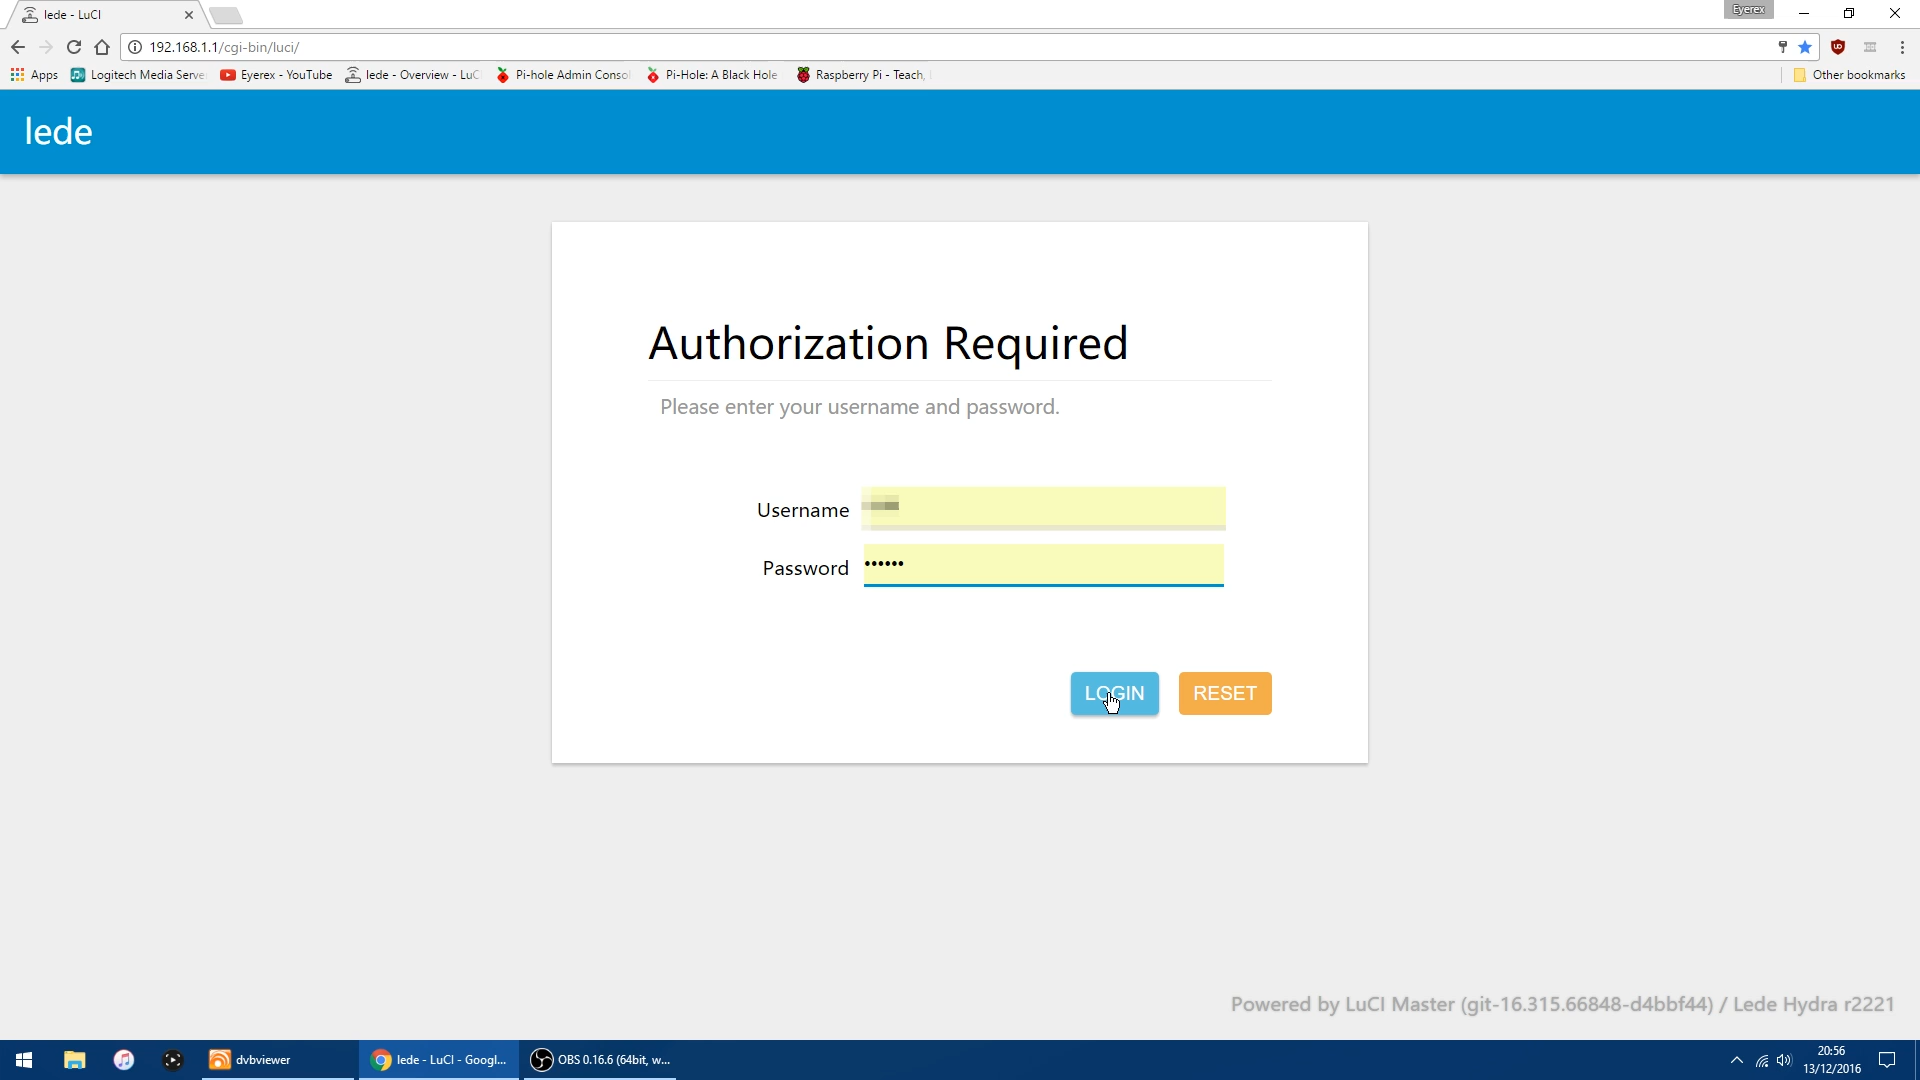 lede - LuCI
Eyerex
192.168.1.1/cgi-bin/luci/
Apps
Logitech Media Serve
Eyerex - YouTube
lede - Overview - LuC
Pi-hole Admin Conso
Pi-Hole: A Black Hole
Raspberry Pi - Teach,
Other bookmarks
lede
Authorization Required
Please enter your username and password.
Username
Password
••••••
LOGIN
RESET
Powered by LuCI Master (git-16.315.66848-d4bbf44) / Lede Hydra r2221
dvbviewer
lede - LuCI - Googl...
OBS 0.16.6 (64bit, w...
20:56
13/12/2016